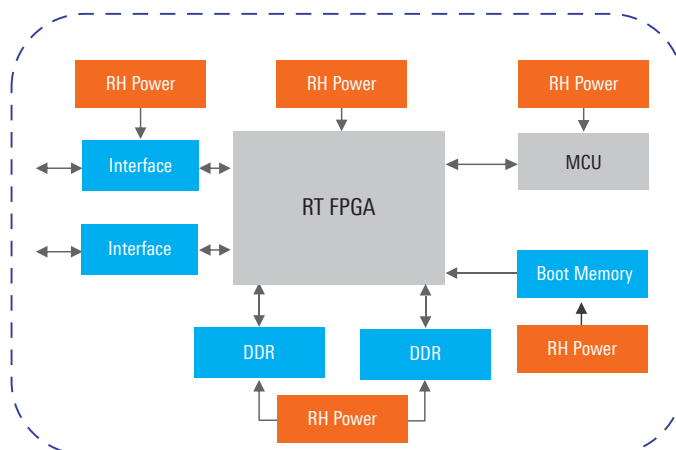 RH Power
RH Power
RH Power
Interface
RT FPGA
MCU
Interface
Boot Memory
DDR
DDR
RH Power
RH Power